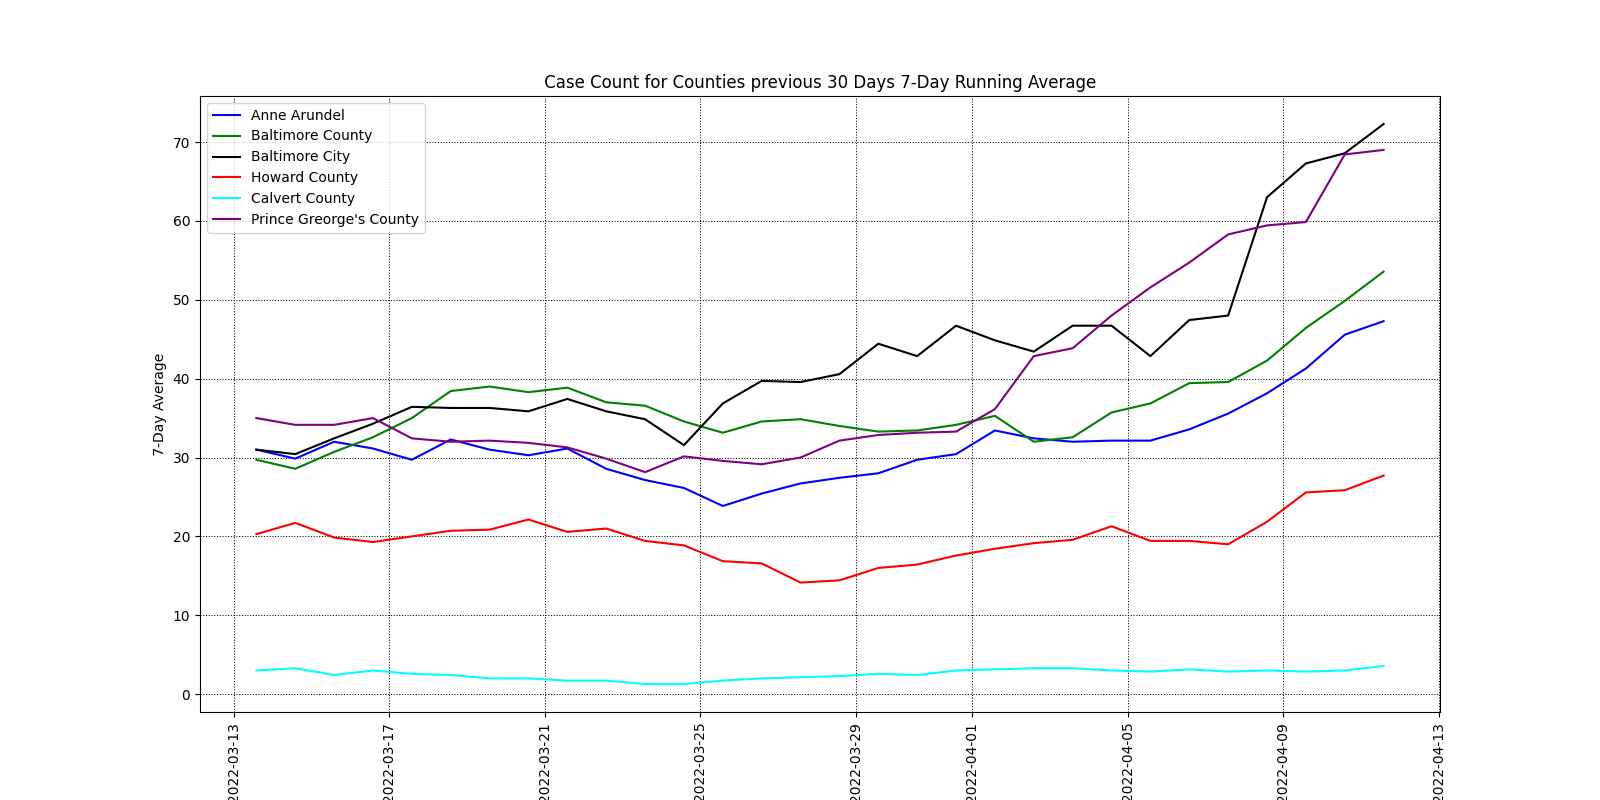 Case Count for Counties previous 30 Days 7-Day Running Average
Anne Arundel
Baltimore County
Baltimore City
Howard County
Calvert County
Prince Greorge's County
7-Day Average
70
60
50
40
30
20
10
0
2022-03-13
2022-03-17
2022-03-21
2022-03-25
2022-03-29
2022-04-01
2022-04-05
2022-04-09
2022-04-13